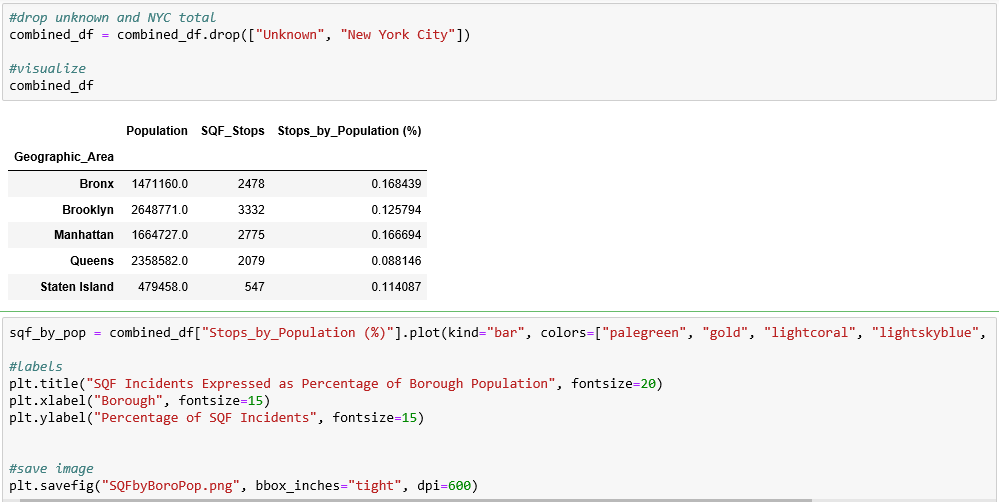 #drop unknown and NYC total
combined_df = combined_df.drop(["Unknown", "New York City"])
#visualize
combined_df
Population SQF_Stops Stops_by_Population (%)
Geographic_Area
Bronx 1471160.0 2478 0.168439
Brooklyn 2648771.0 3332 0.125794
Manhattan 1664727.0 2775 0.166694
Queens 2358582.0 2079 0.088146
Staten Island 479458.0 547 0.114087
sqf_by_pop = combined_df["Stops_by_Population (%)"].plot(kind="bar", colors=["palegreen", "gold", "lightcoral", "lightskyblue",
#labels
plt.title("SQF Incidents Expressed as Percentage of Borough Population", fontsize=20)
plt.xlabel("Borough", fontsize=15)
plt.ylabel("Percentage of SQF Incidents", fontsize=15)
#save image
plt.savefig("SQFbyBoroPop.png", bbox_inches="tight", dpi=600)